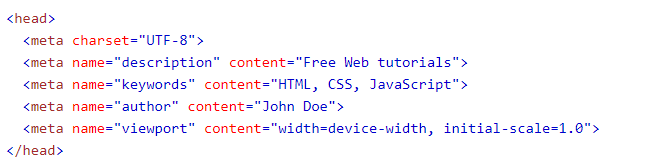 <head>
  <meta charset="UTF-8">
  <meta name="description" content="Free Web tutorials">
  <meta name="keywords" content="HTML, CSS, JavaScript">
  <meta name="author" content="John Doe">
  <meta name="viewport" content="width=device-width, initial-scale=1.0">
</head>